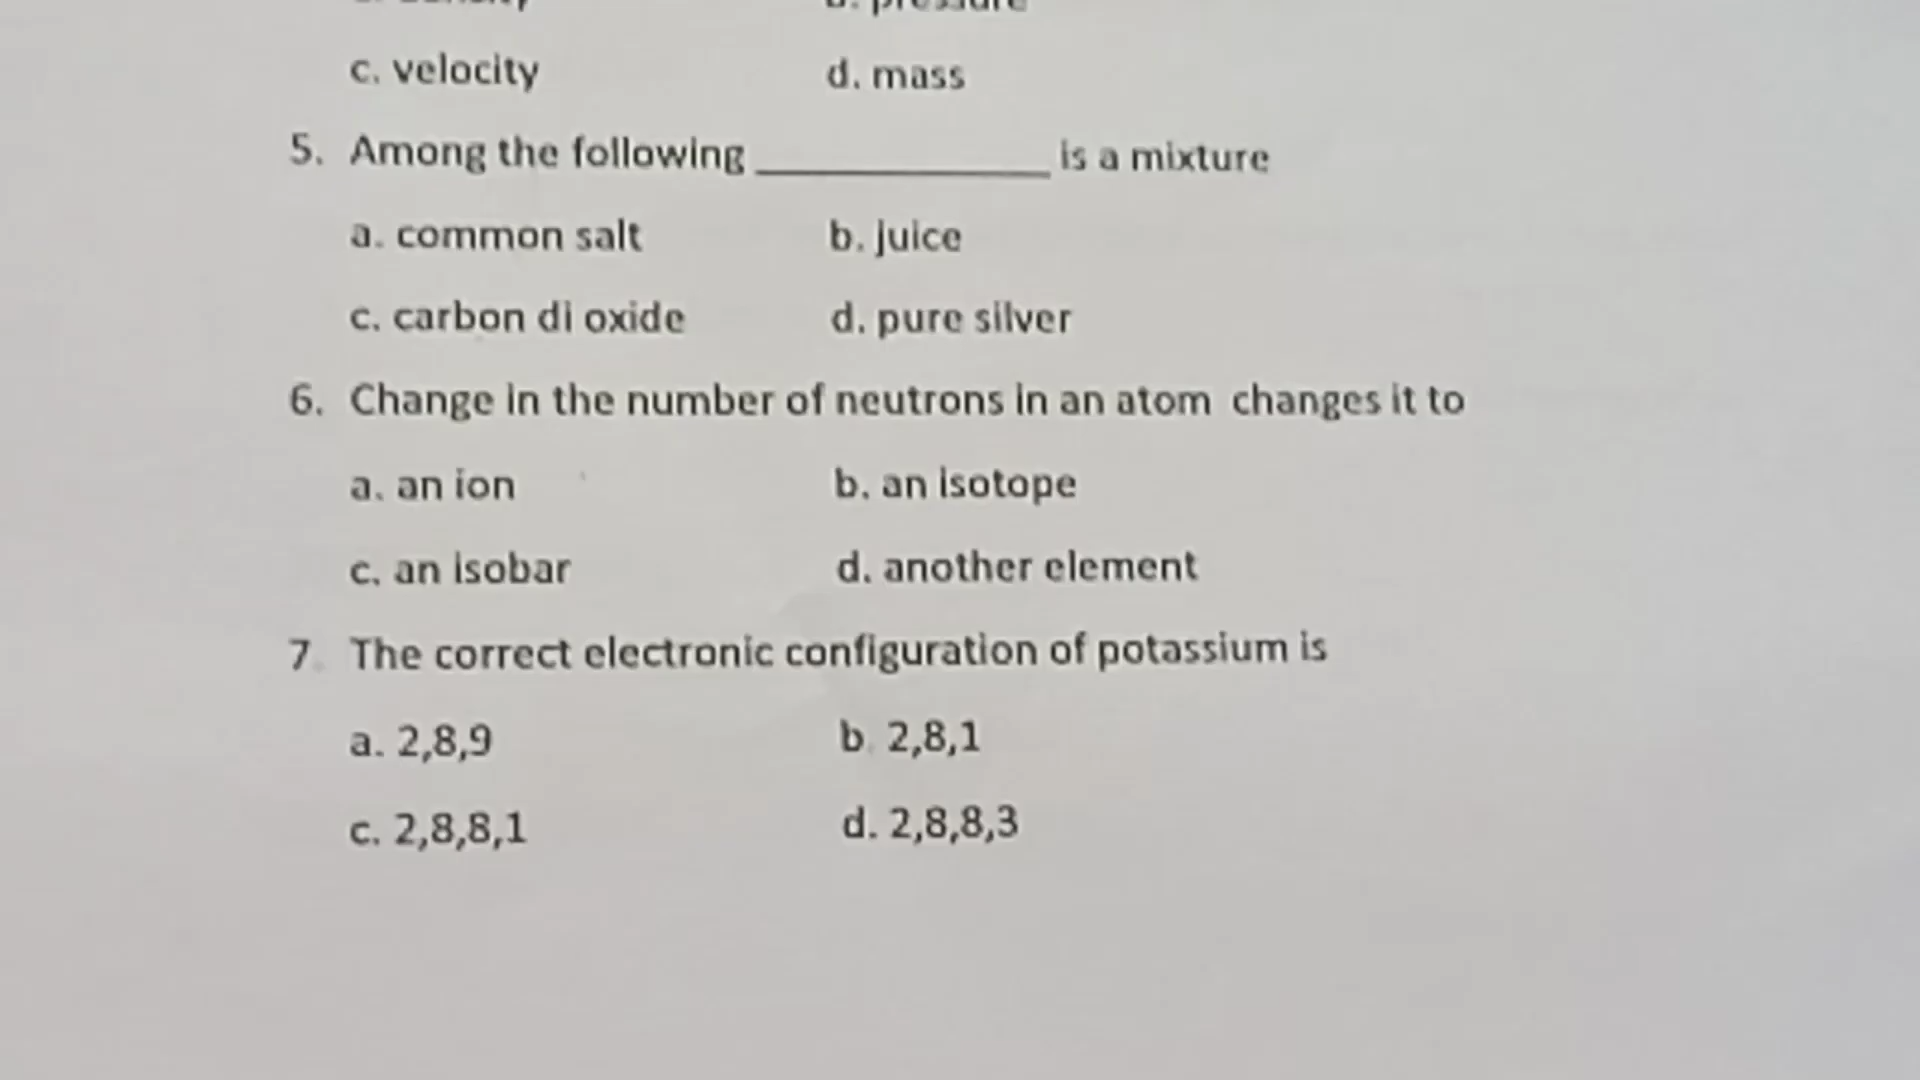 c. velocity d. mass
5. Among the following ____________ is a mixture
a. common salt b. juice
c. carbon di oxide d. pure silver
6. Change in the number of neutrons in an atom changes it to
a. an ion b. an isotope
c. an isobar d. another element
7. The correct electronic configuration of potassium is
a. 2,8,9 b. 2,8,1
c. 2,8,8,1 d. 2,8,8,3